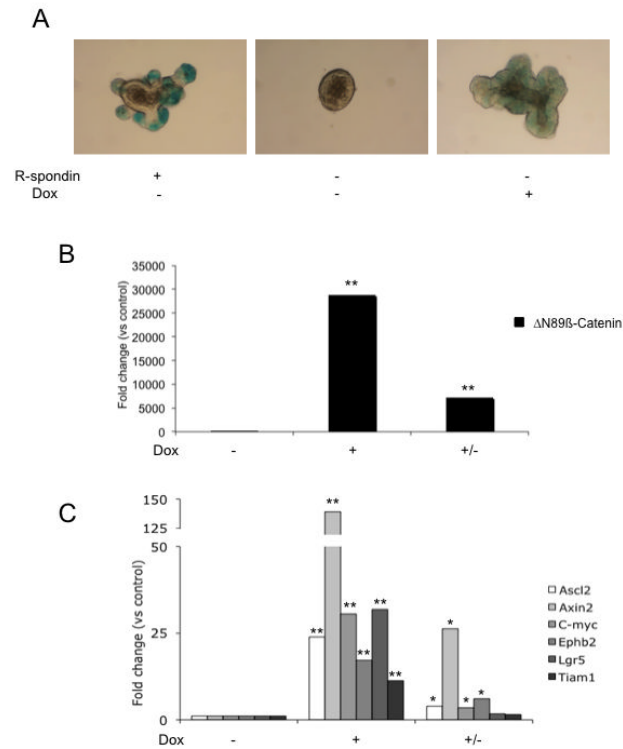 A
R-spondin + - -
Dox - - +
B
Fold change (vs control)
35000
30000
25000
20000
15000
10000
5000
0
**
**
ΔN89ß-Catenin
Dox - + +/-
C
Fold change (vs control)
150
125
50
25
0
** ** ** ** ** **
* * * *
Ascl2
Axin2
C-myc
Ephb2
Lgr5
Tiam1
Dox - + +/-